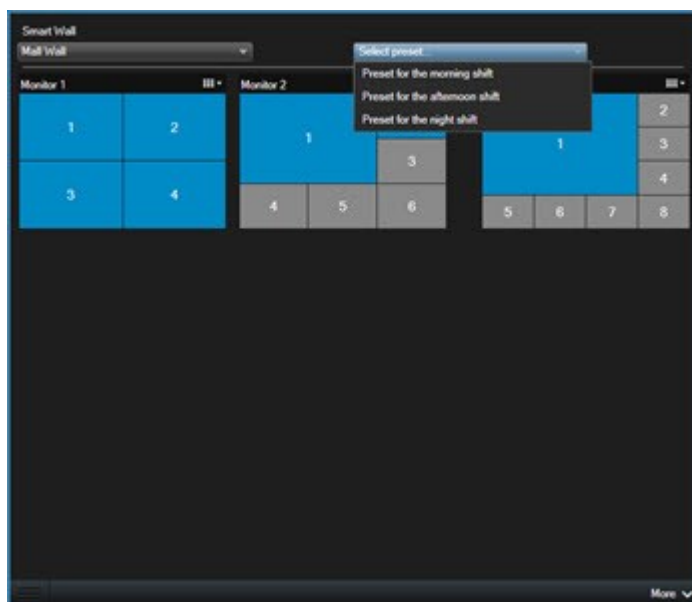 Smart Wall
Mall Wall
Select preset...
Preset for the morning shift
Preset for the afternoon shift
Preset for the night shift
Monitor 1
Monitor 2
1 2
3 4
1
3
4 5 6
1
2
3
4
5 6 7 8
More